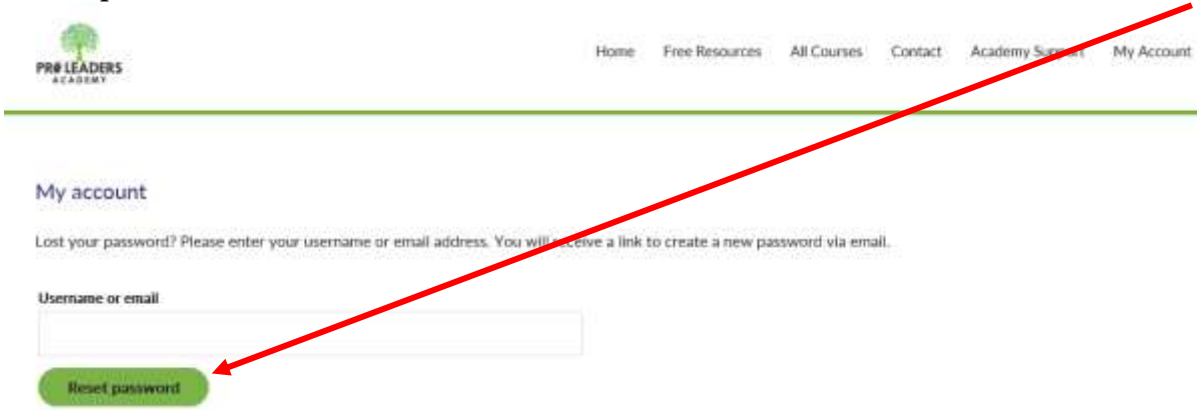 PRO LEADERS
ACADEMY
Home Free Resources All Courses Contact Academy Support My Account
My account
Lost your password? Please enter your username or email address. You will receive a link to create a new password via email.
Username or email
Reset password